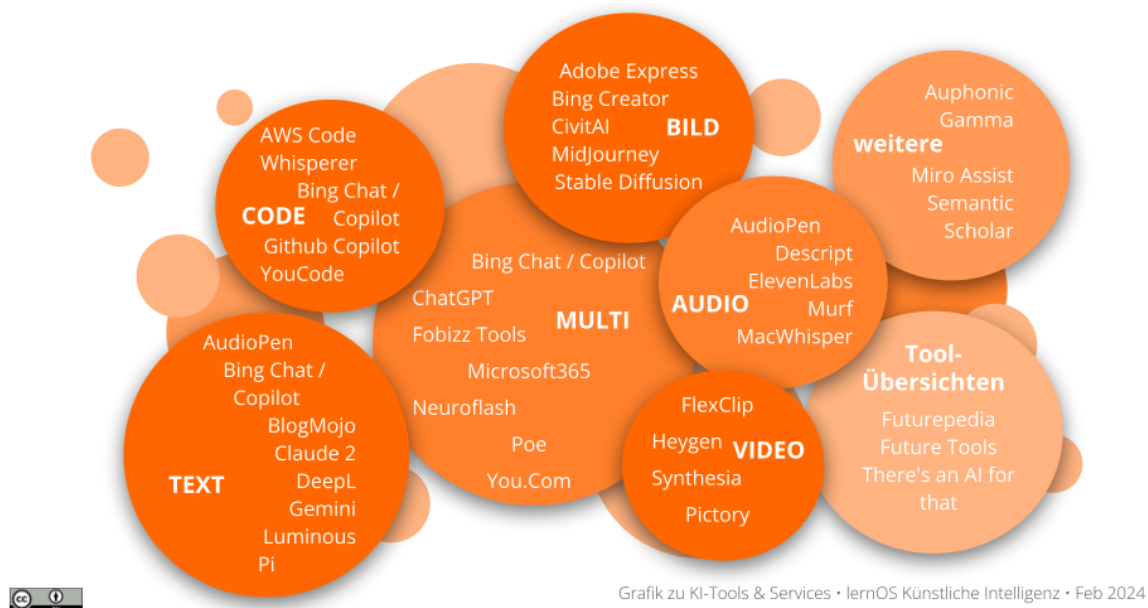 Adobe Express
Bing Creator
CivitAI
BILD
MidJourney
Stable Diffusion
Auphonic
Gamma
weitere
Miro Assist
Semantic
Scholar
AWS Code
Whisperer
Bing Chat /
CODE
Copilot
Github Copilot
YouCode
Bing Chat / Copilot
ChatGPT
MULTI
Fobizz Tools
Microsoft365
Neuroflash
Poe
You.Com
AudioPen
Descript
ElevenLabs
AUDIO
Murf
MacWhisper
AudioPen
Bing Chat /
Copilot
BlogMojo
Claude 2
TEXT
DeepL
Gemini
Luminous
Pi
FlexClip
Heygen
VIDEO
Synthesia
Pictory
Tool-
Übersichten
Futurepedia
Future Tools
There's an AI for
that
cc
Grafik zu KI-Tools & Services • lernOS Künstliche Intelligenz • Feb 2024